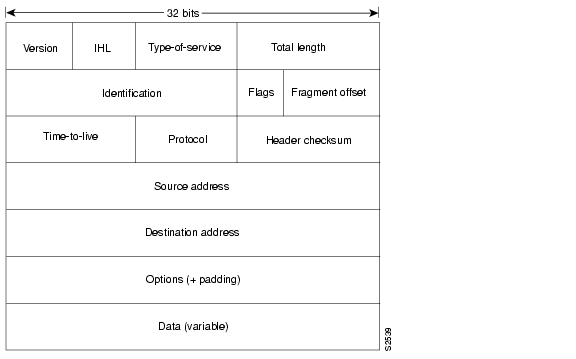 32 bits
Version IHL Type-of-service Total length
Identification Flags Fragment offset
Time-to-live Protocol Header checksum
Source address
Destination address
Options (+ padding)
Data (variable)
S2539